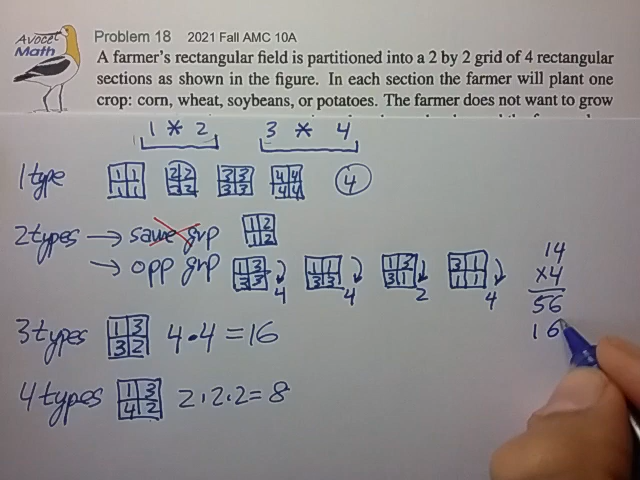 Avocet Math
Problem 18 2021 Fall AMC 10A
A farmer's rectangular field is partitioned into a 2 by 2 grid of 4 rectangular
sections as shown in the figure. In each section the farmer will plant one
crop: corn, wheat, soybeans, or potatoes. The farmer does not want to grow
1 * 2 3 * 4
1 type 1 1 2 2 3 3 4 4 4
1 1 2 2 3 3 4 4
2 types → same grp 1 2
1 2
→ opp grp 1 3 1 1 1 3 3 1
3 3 3 3 3 1 1 1
4 4 2 4
14
×4
56
16
3 types 1 3 4•4=16
3 2
4 types 1 3 2•2•2=8
4 2